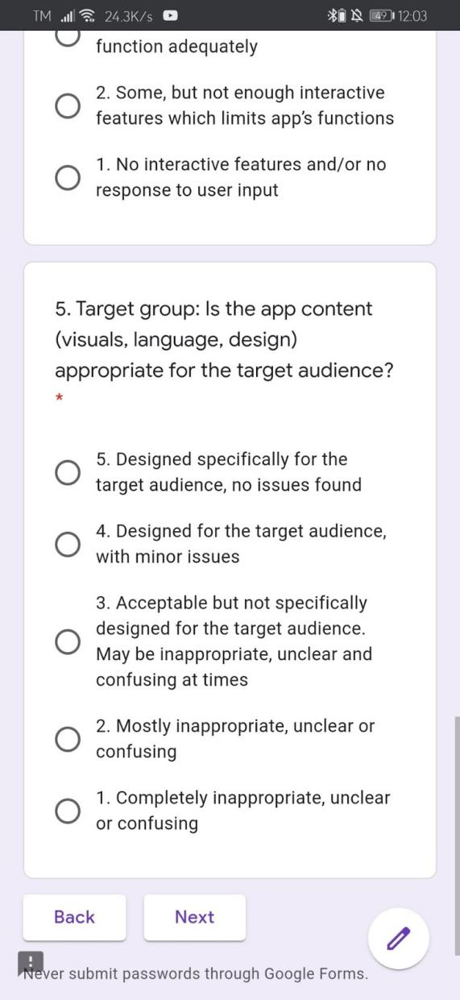 TM 24.3K/s 49 12:03
function adequately
2. Some, but not enough interactive
features which limits app's functions
1. No interactive features and/or no
response to user input
5. Target group: Is the app content
(visuals, language, design)
appropriate for the target audience?
*
5. Designed specifically for the
target audience, no issues found
4. Designed for the target audience,
with minor issues
3. Acceptable but not specifically
designed for the target audience.
May be inappropriate, unclear and
confusing at times
2. Mostly inappropriate, unclear or
confusing
1. Completely inappropriate, unclear
or confusing
Back Next
Never submit passwords through Google Forms.